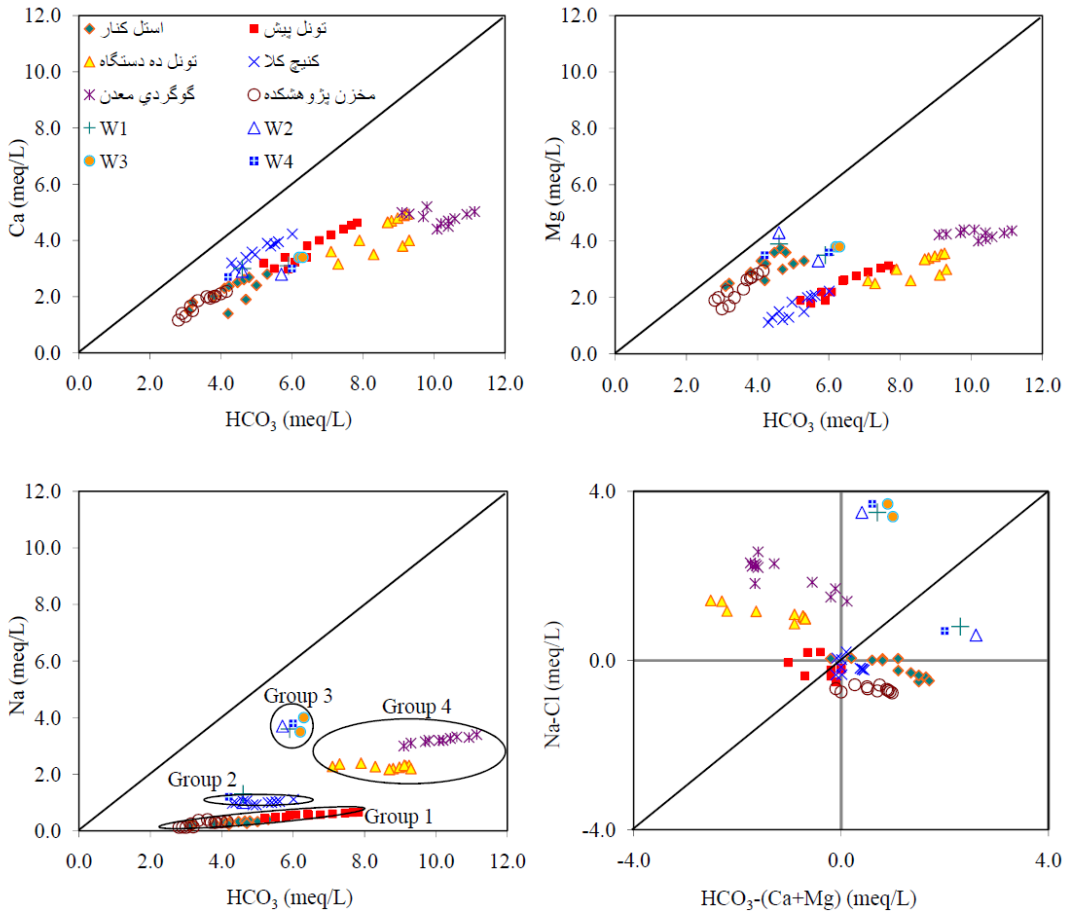 12.0
10.0
8.0
6.0
4.0
2.0
0.0
Ca (meq/L)
استل کنار
تونل پیش
تونل ده دستگاه
کنیچ کلا
گوگردي معدن
مخزن پژوهشکده
W1
W2
W3
W4
0.0 2.0 4.0 6.0 8.0 10.0 12.0
HCO3 (meq/L)
12.0
10.0
8.0
6.0
4.0
2.0
0.0
Mg (meq/L)
0.0 2.0 4.0 6.0 8.0 10.0 12.0
HCO3 (meq/L)
12.0
10.0
8.0
6.0
4.0
2.0
0.0
Na (meq/L)
Group 3
Group 4
Group 2
Group 1
0.0 2.0 4.0 6.0 8.0 10.0 12.0
HCO3 (meq/L)
4.0
0.0
-4.0
Na-Cl (meq/L)
-4.0 0.0 4.0
HCO3-(Ca+Mg) (meq/L)